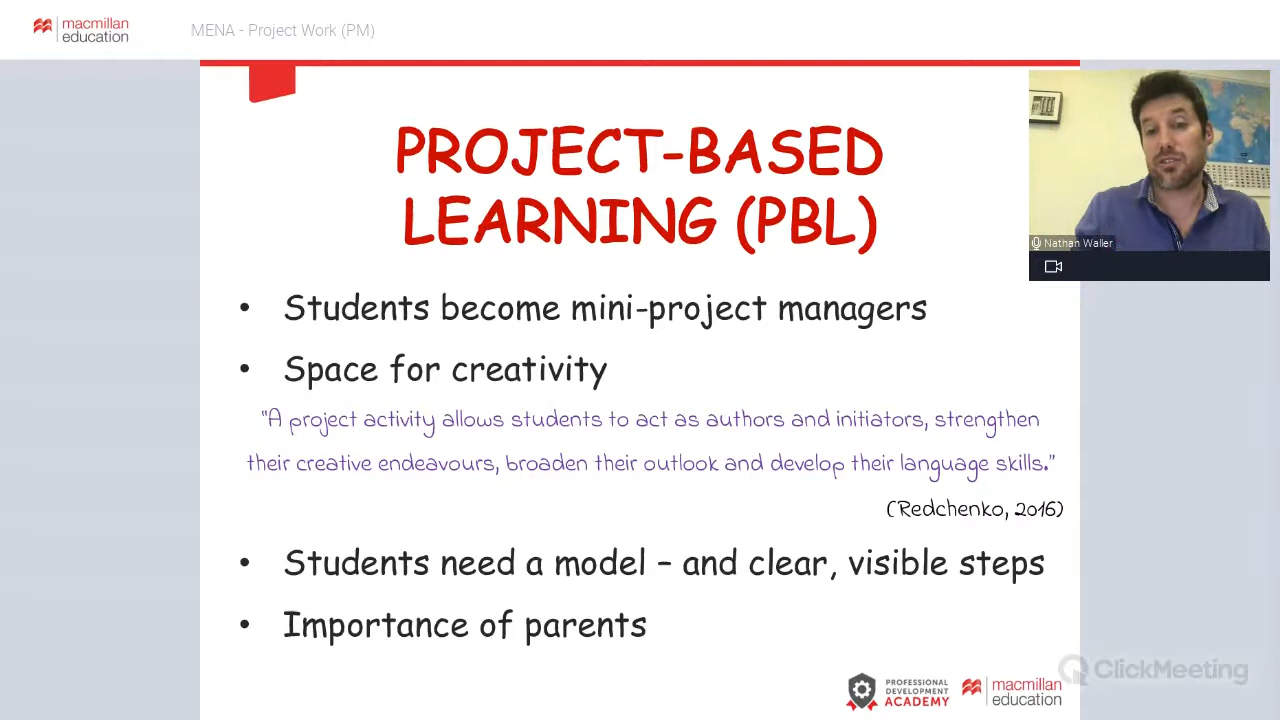 macmillan
education
MENA - Project Work (PM)
PROJECT-BASED
LEARNING (PBL)
Nathan Waller
• Students become mini-project managers
• Space for creativity
"A project activity allows students to act as authors and initiators, strengthen
their creative endeavours, broaden their outlook and develop their language skills."
(Redchenko, 2016)
• Students need a model – and clear, visible steps
• Importance of parents
PROFESSIONAL
DEVELOPMENT
ACADEMY
macmillan
education
ClickMeeting